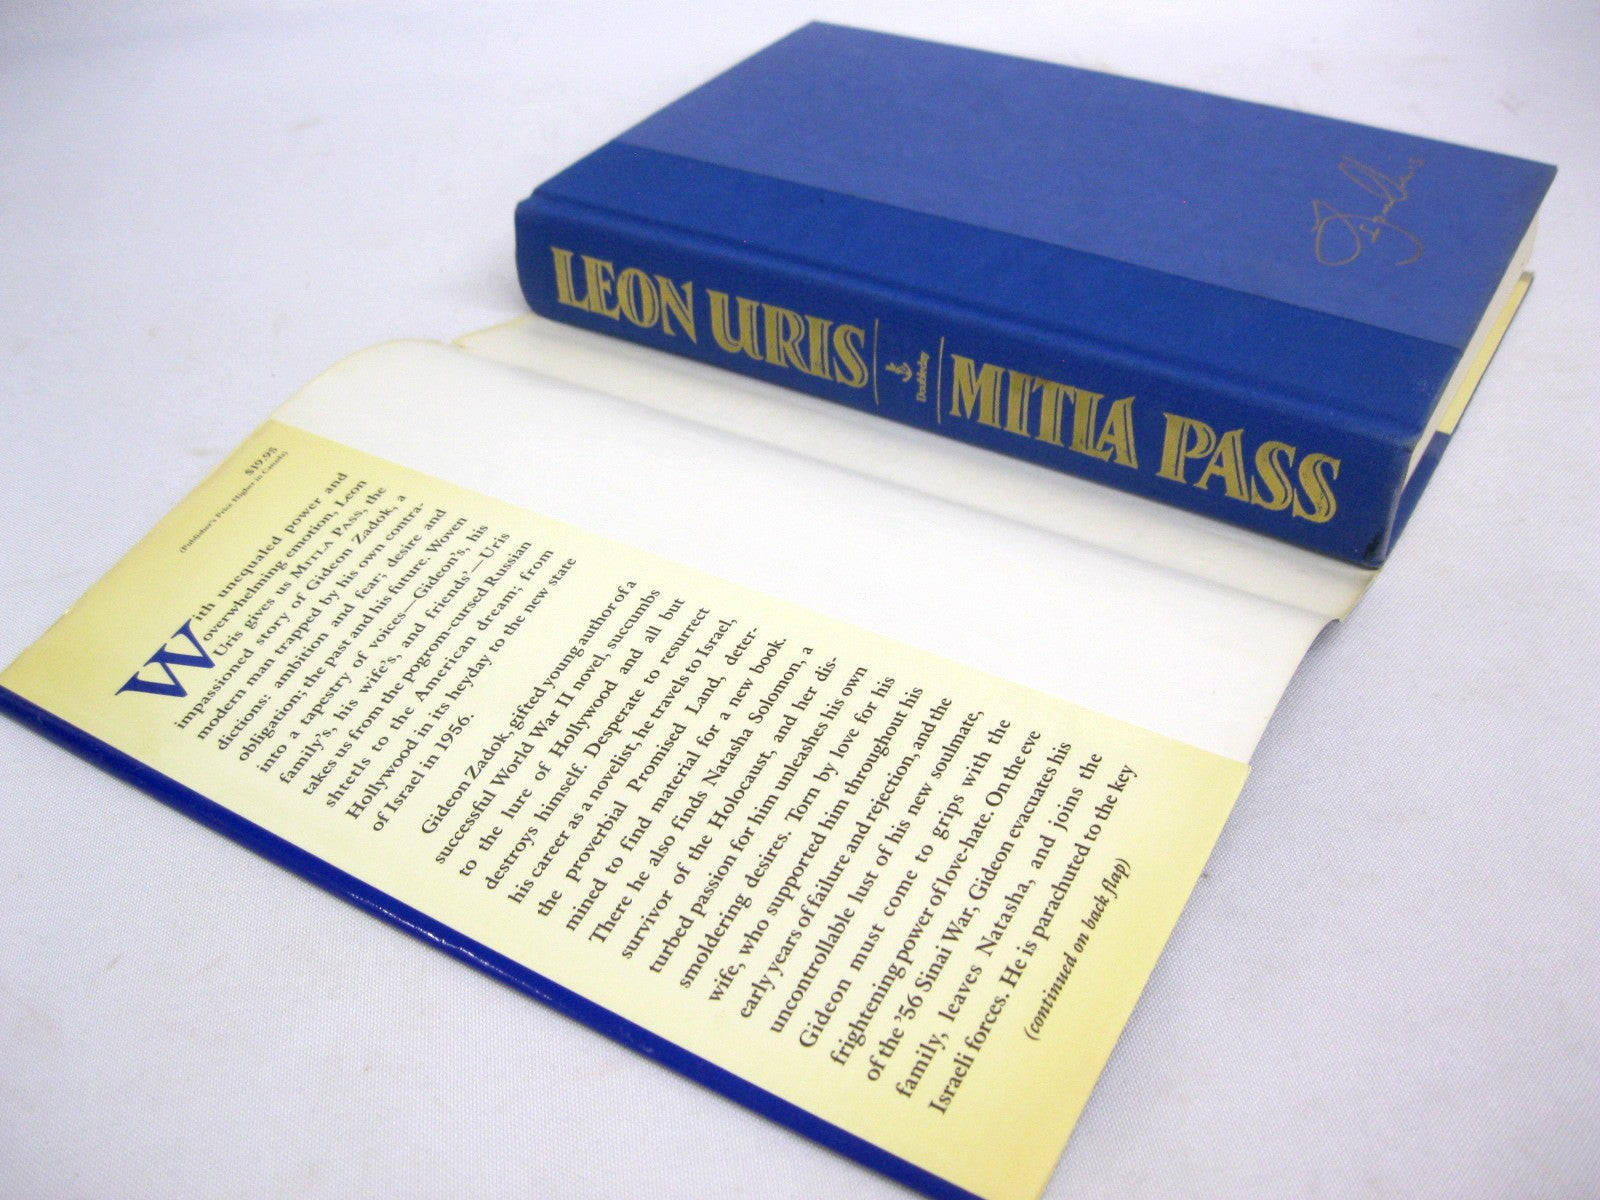 LEON URIS
Doubleday
MITLA PASS
$19.95
(Publisher's Price Higher in Canada)
With unequaled power and
overwhelming emotion, Leon
Uris gives us MITLA PASS, the
impassioned story of Gideon Zadok, a
modern man trapped by his own contra-
dictions: ambition and fear; desire and
obligation; the past and his future. Woven
into a tapestry of voices—Gideon's, his
family's, his wife's, and friends'—Uris
takes us from the pogrom-cursed Russian
shtetls to the American dream; from
Hollywood in its heyday to the new state
of Israel in 1956.
Gideon Zadok, gifted young author of a
successful World War II novel, succumbs
to the lure of Hollywood and all but
destroys himself. Desperate to resurrect
his career as a novelist, he travels to Israel,
the proverbial Promised Land, deter-
mined to find material for a new book.
There he also finds Natasha Solomon, a
survivor of the Holocaust, and her dis-
turbed passion for him unleashes his own
smoldering desires. Torn by love for his
wife, who supported him throughout his
early years of failure and rejection, and the
uncontrollable lust of his new soulmate,
Gideon must come to grips with the
frightening power of love-hate. On the eve
of the '56 Sinai War, Gideon evacuates his
family, leaves Natasha, and joins the
Israeli forces. He is parachuted to the key
(continued on back flap)